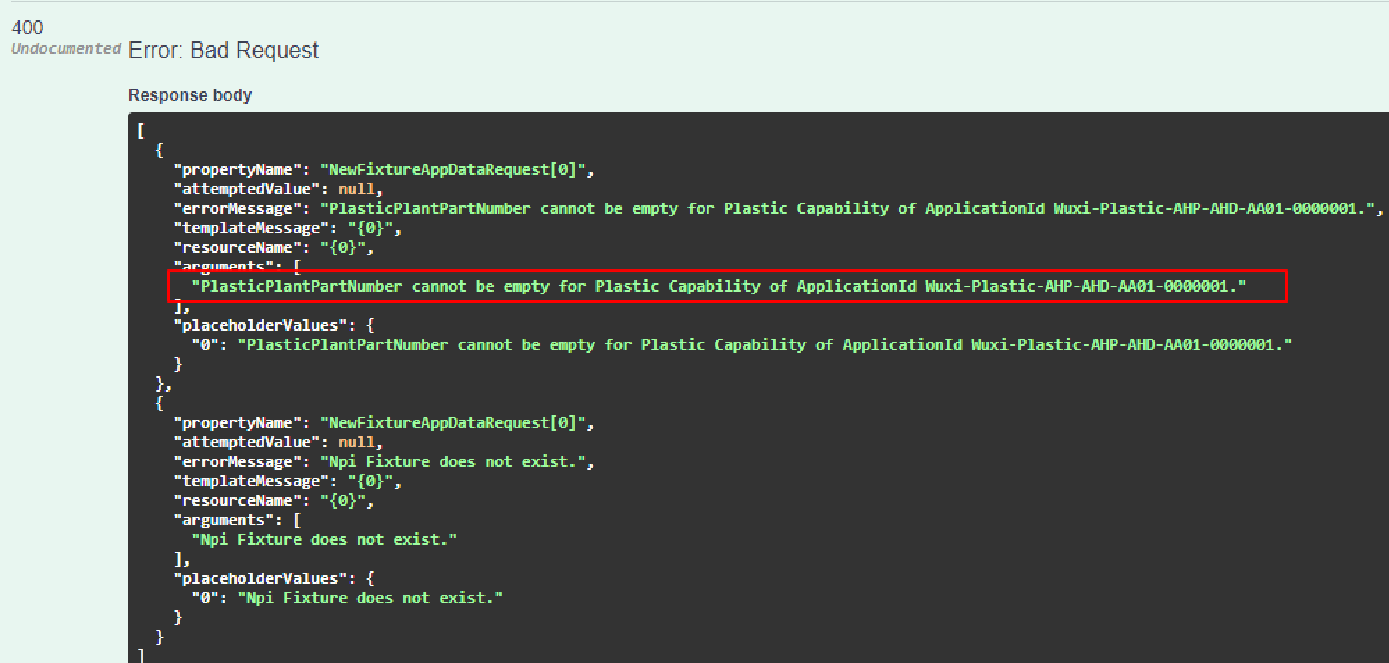 400
Undocumented Error: Bad Request
Response body
[
{
"propertyName": "NewFixtureAppDataRequest[0]",
"attemptedValue": null,
"errorMessage": "PlasticPlantPartNumber cannot be empty for Plastic Capability of ApplicationId Wuxi-Plastic-AHP-AHD-AA01-0000001.",
"templateMessage": "{0}",
"resourceName": "{0}",
"arguments": [
"PlasticPlantPartNumber cannot be empty for Plastic Capability of ApplicationId Wuxi-Plastic-AHP-AHD-AA01-0000001."
],
"placeholderValues": {
"0": "PlasticPlantPartNumber cannot be empty for Plastic Capability of ApplicationId Wuxi-Plastic-AHP-AHD-AA01-0000001."
}
},
{
"propertyName": "NewFixtureAppDataRequest[0]",
"attemptedValue": null,
"errorMessage": "Npi Fixture does not exist.",
"templateMessage": "{0}",
"resourceName": "{0}",
"arguments": [
"Npi Fixture does not exist."
],
"placeholderValues": {
"0": "Npi Fixture does not exist."
}
}
]